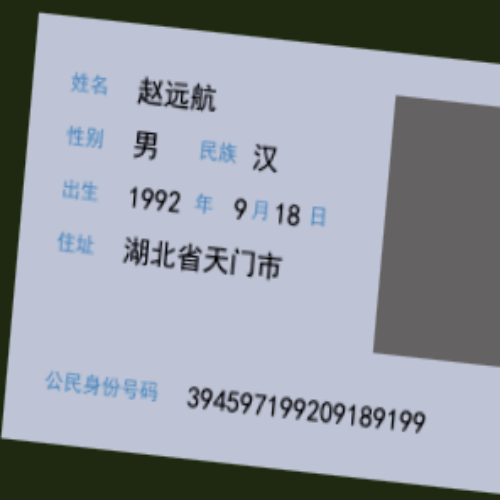 姓名 赵远航
性别 男 民族 汉
出生 1992 年 9 月 18 日
住址 湖北省天门市
公民身份号码 394597199209189199